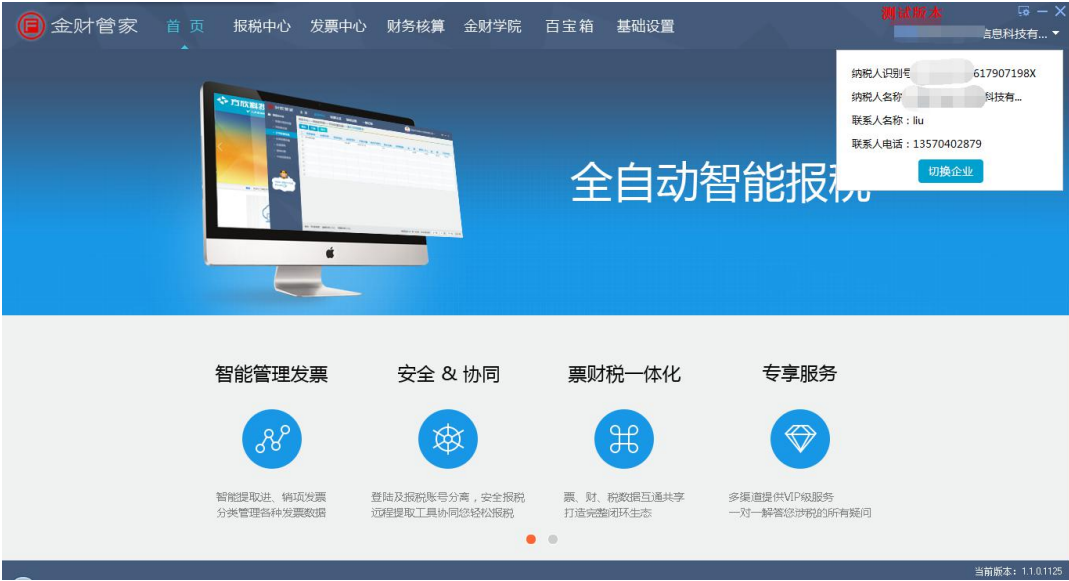 金财管家
首 页
报税中心
发票中心
财务核算
金财学院
百宝箱
基础设置
测试版本
信息科技有...
纳税人识别号 617907198X
纳税人名称 科技有...
联系人名称：liu
联系人电话：13570402879
切换企业
全自动智能报税
智能管理发票
安全 & 协同
票财税一体化
专享服务
智能提取进、销项发票
分类管理各种发票数据
登陆及报税账号分离，安全报税
远程提取工具协同您轻松报税
票、财、税数据互通共享
打造完整闭环生态
多渠道提供VIP级服务
一对一解答您涉税的所有疑问
当前版本：1.1.0.1125